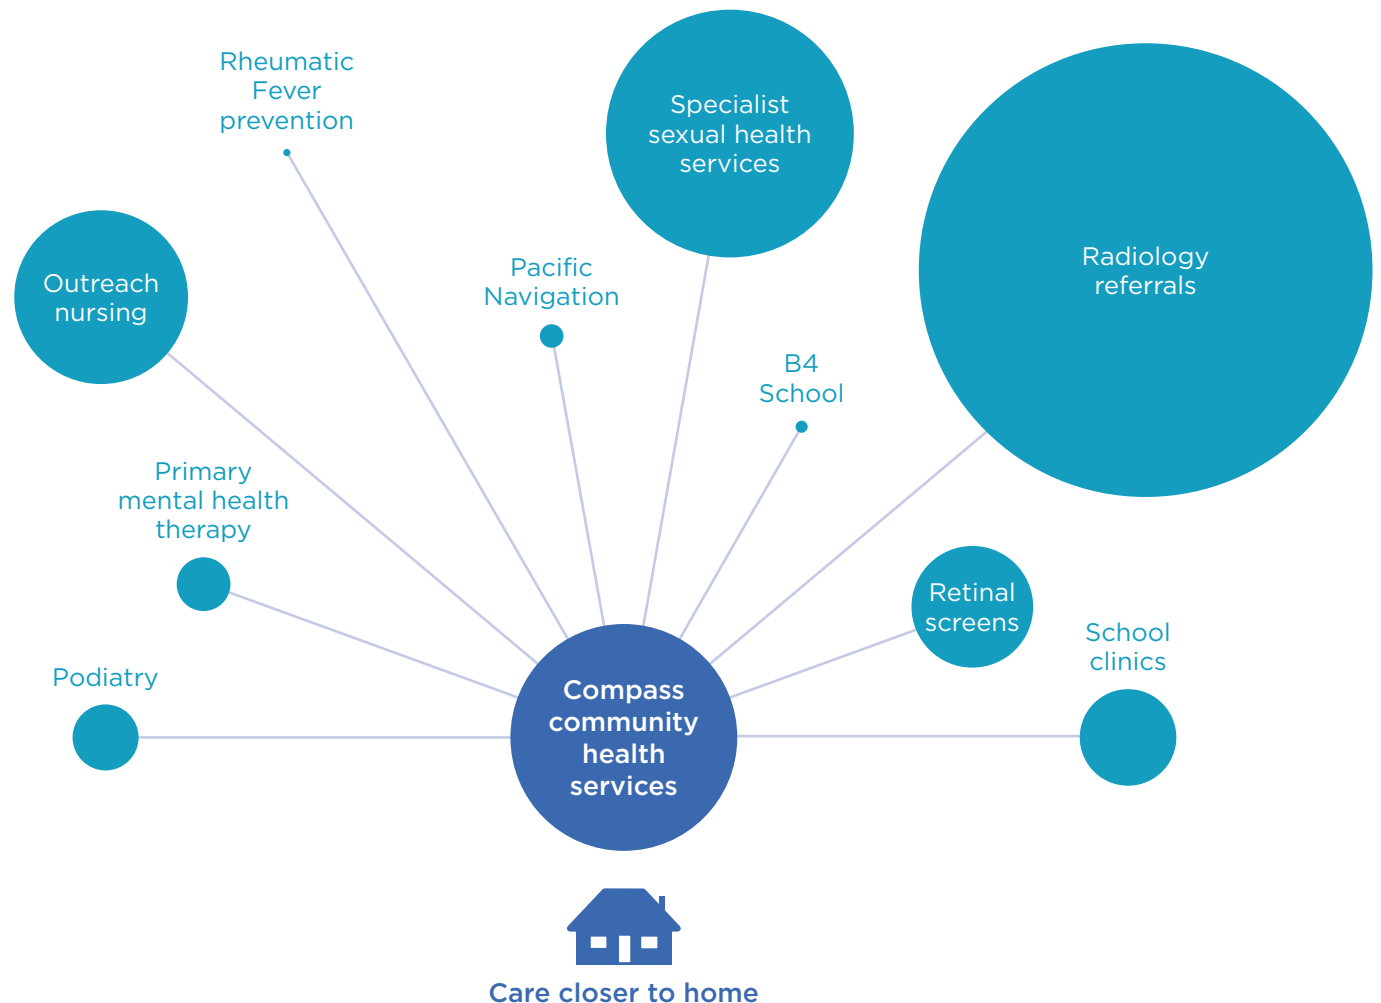 Rheumatic
Fever
prevention
Specialist
sexual health
services
Radiology
referrals
Outreach
nursing
Pacific
Navigation
B4
School
Primary
mental health
therapy
Retinal
screens
School
clinics
Podiatry
Compass
community
health
services
Care closer to home